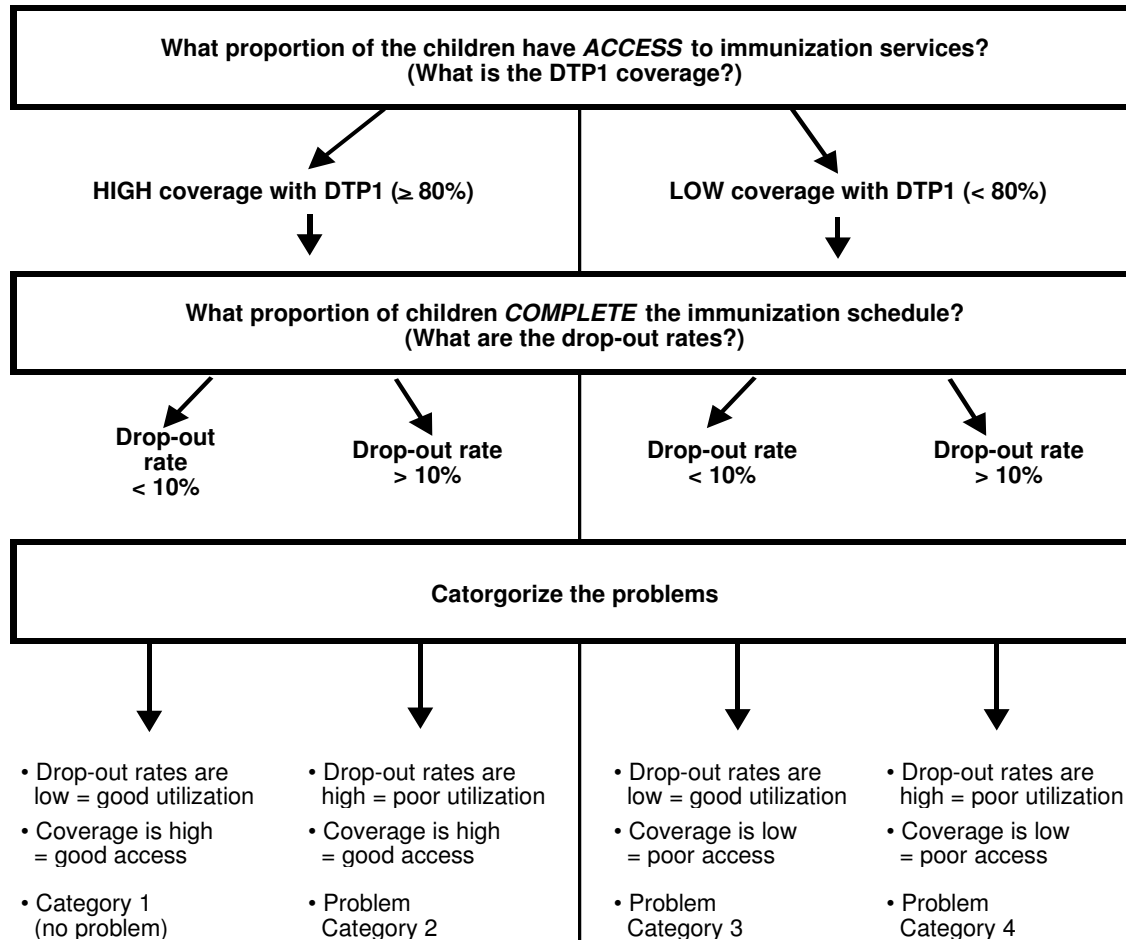 What proportion of the children have ACCESS to immunization services?
(What is the DTP1 coverage?)
HIGH coverage with DTP1 (≥ 80%)
LOW coverage with DTP1 (< 80%)
What proportion of children COMPLETE the immunization schedule?
(What are the drop-out rates?)
Drop-out
rate
< 10%
Drop-out rate
> 10%
Drop-out rate
< 10%
Drop-out rate
> 10%
Catorgorize the problems
• Drop-out rates are
low = good utilization
• Coverage is high
= good access
• Category 1
(no problem)
• Drop-out rates are
high = poor utilization
• Coverage is high
= good access
• Problem
Category 2
• Drop-out rates are
low = good utilization
• Coverage is low
= poor access
• Problem
Category 3
• Drop-out rates are
high = poor utilization
• Coverage is low
= poor access
• Problem
Category 4